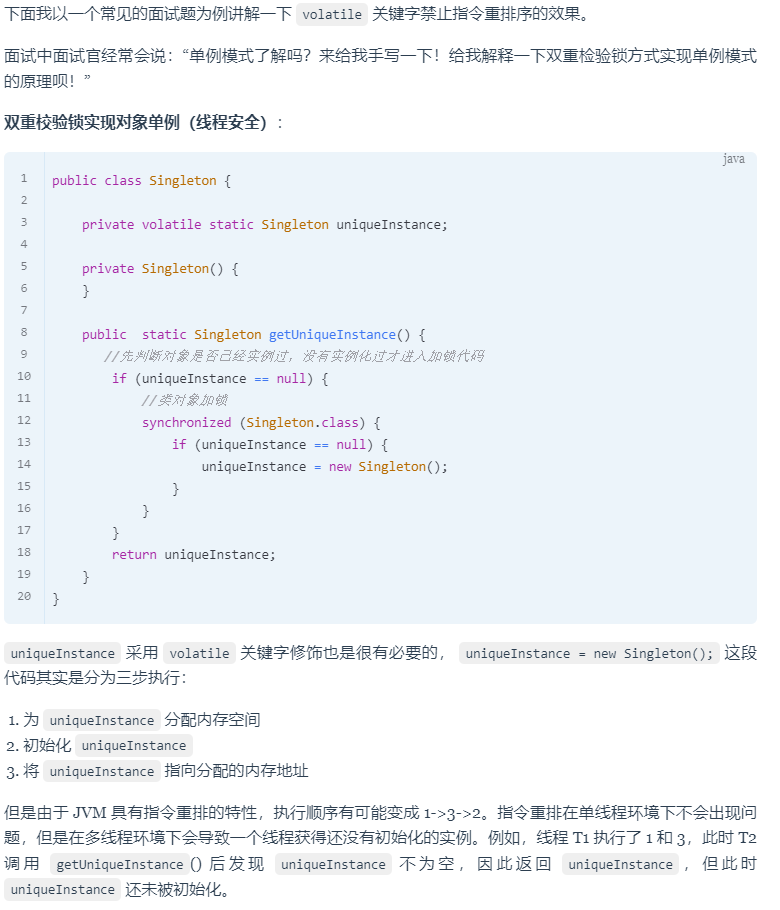 下面我以一个常见的面试题为例讲解一下 volatile 关键字禁止指令重排序的效果。
面试中面试官经常会说：“单例模式了解吗？来给我手写一下！给我解释一下双重检验锁方式实现单例模式
的原理呗！”
双重校验锁实现对象单例（线程安全）：
java
1 public class Singleton {
2
3     private volatile static Singleton uniqueInstance;
4
5     private Singleton() {
6     }
7
8     public  static Singleton getUniqueInstance() {
9        //先判断对象是否已经实例过，没有实例化过才进入加锁代码
10         if (uniqueInstance == null) {
11             //类对象加锁
12             synchronized (Singleton.class) {
13                 if (uniqueInstance == null) {
14                     uniqueInstance = new Singleton();
15                 }
16             }
17         }
18         return uniqueInstance;
19     }
20 }
uniqueInstance 采用 volatile 关键字修饰也是很有必要的， uniqueInstance = new Singleton(); 这段
代码其实是分为三步执行：
1. 为 uniqueInstance 分配内存空间
2. 初始化 uniqueInstance
3. 将 uniqueInstance 指向分配的内存地址
但是由于 JVM 具有指令重排的特性，执行顺序有可能变成 1->3->2。指令重排在单线程环境下不会出现问
题，但是在多线程环境下会导致一个线程获得还没有初始化的实例。例如，线程 T1 执行了 1 和 3，此时 T2
调用 getUniqueInstance() 后发现 uniqueInstance 不为空，因此返回 uniqueInstance ，但此时
uniqueInstance 还未被初始化。